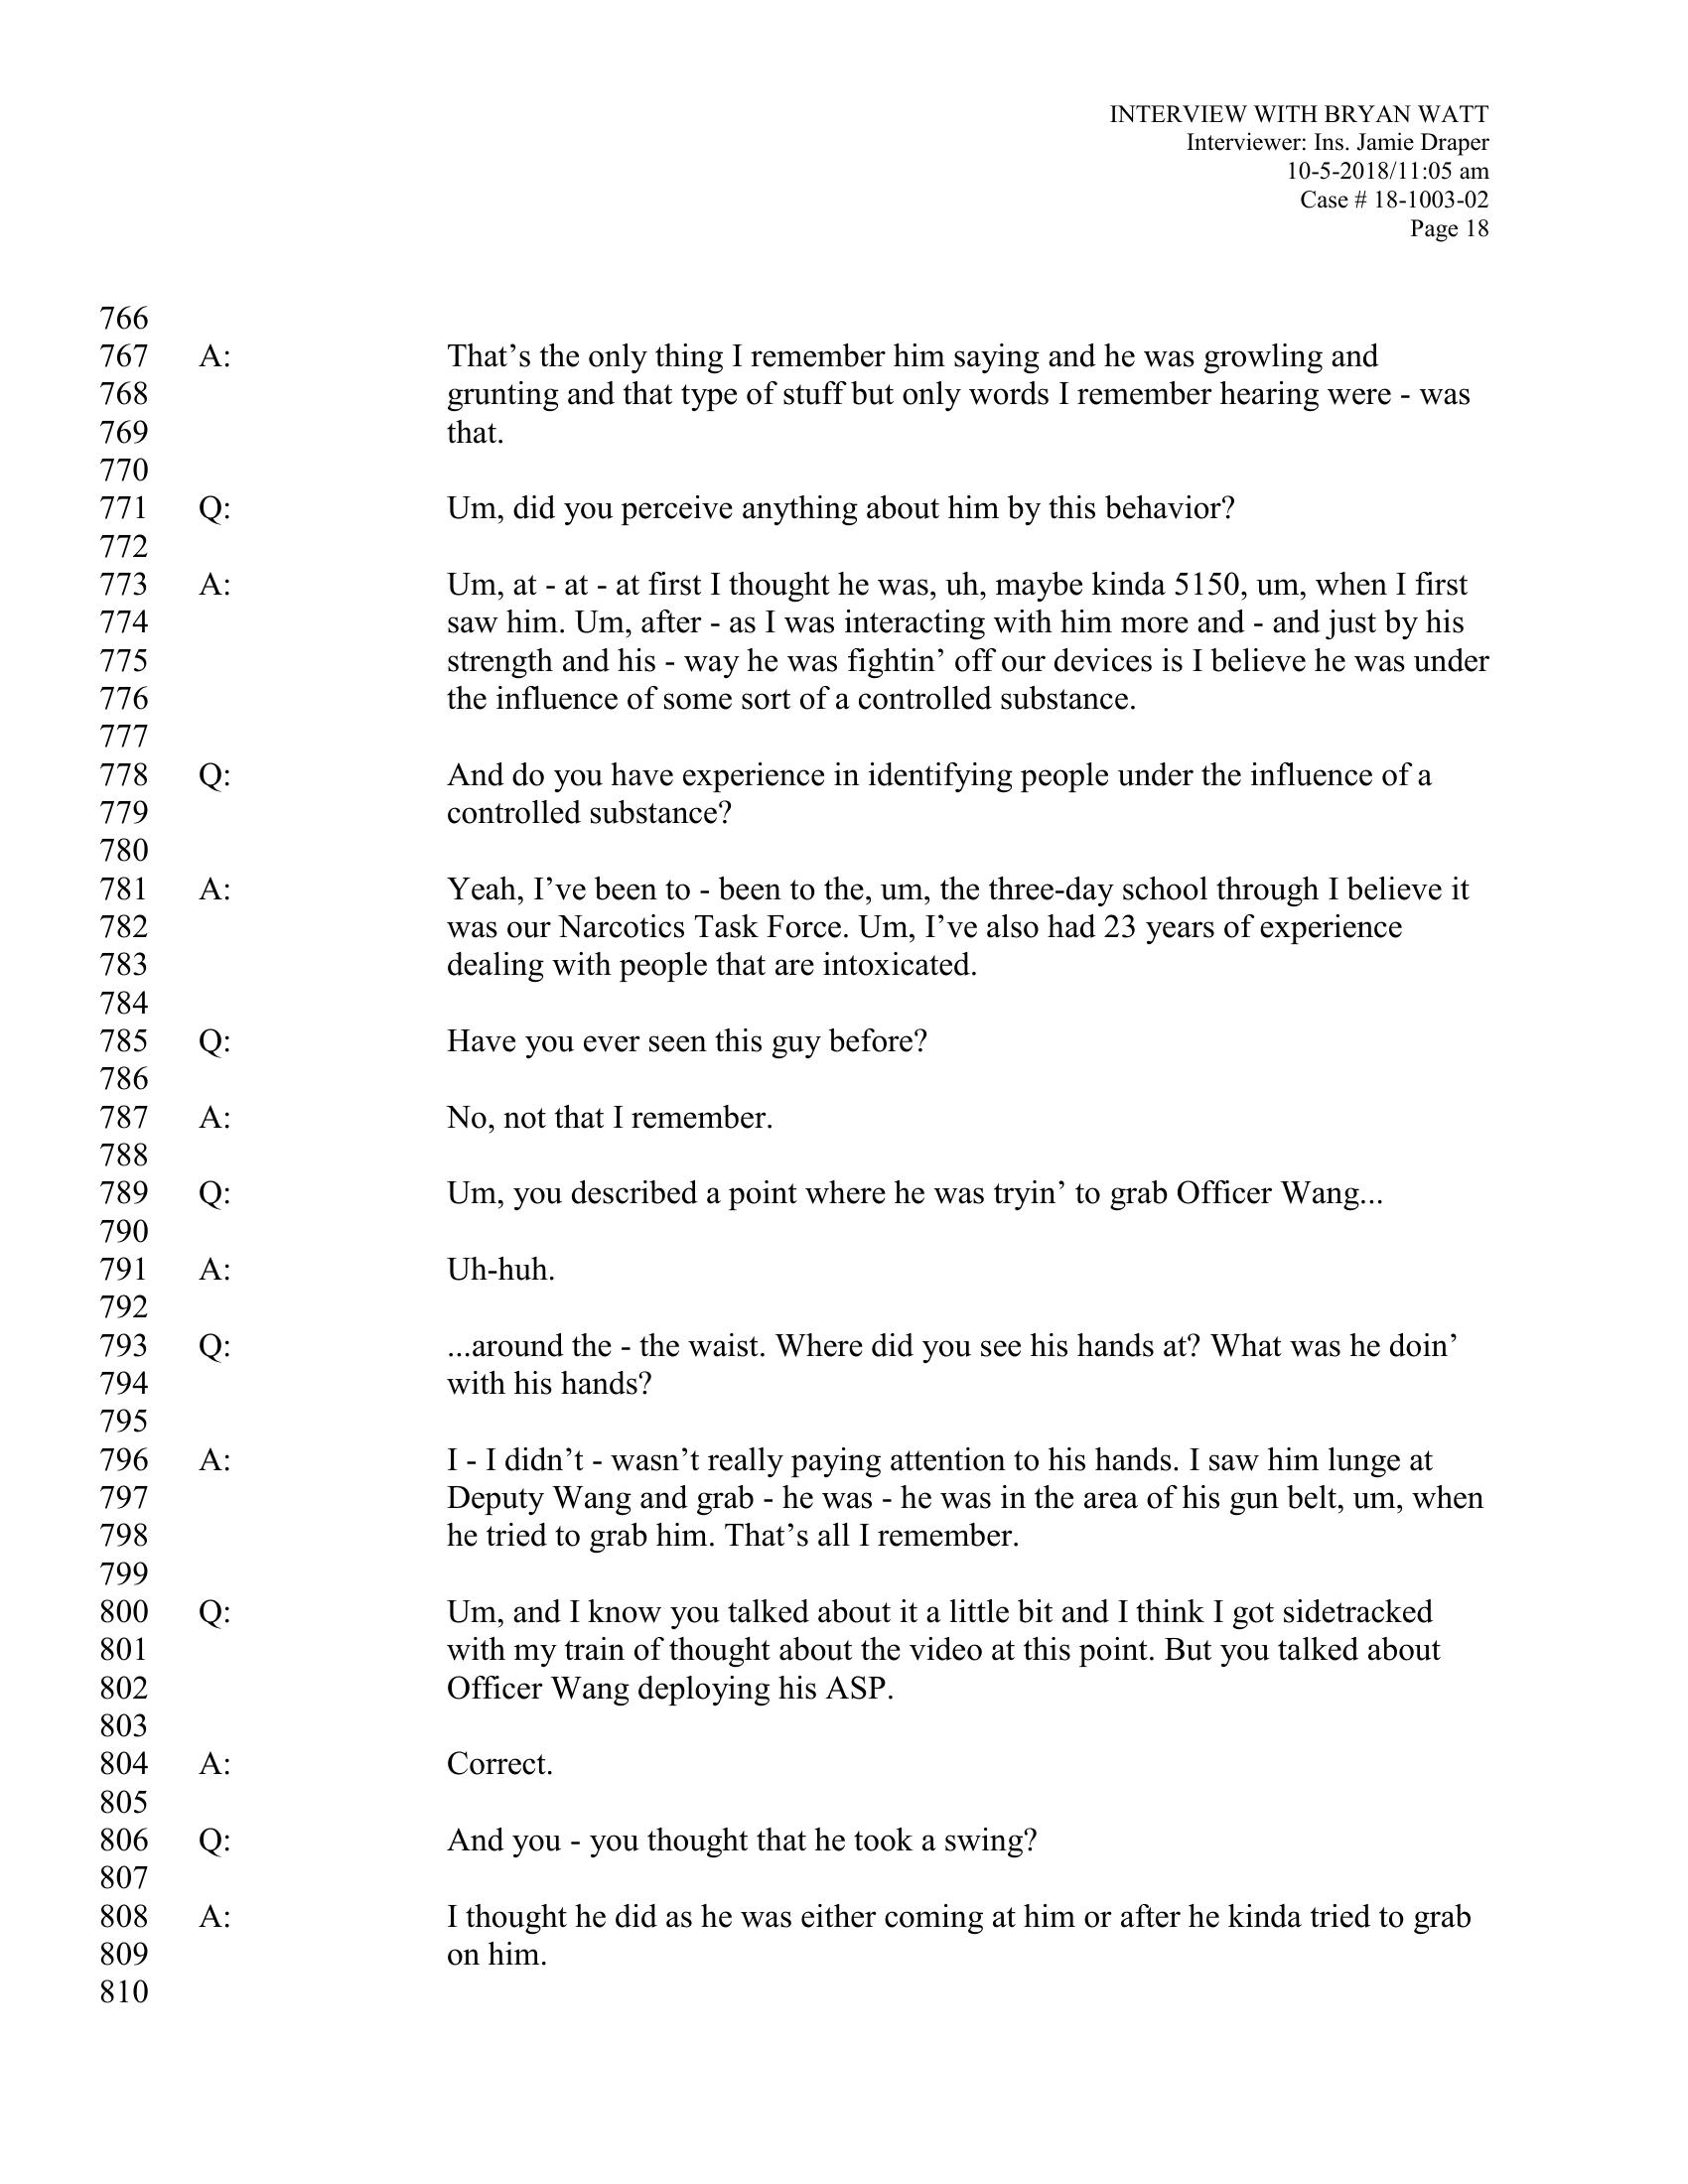 INTERVIEW WITH BRYAN WATT
Interviewer: Ins. Jamie Draper
10-5-2018/11:05 am
Case # 18-1003-02
Page 18
766
767 A: That’s the only thing I remember him saying and he was growling and
768 grunting and that type of stuff but only words I remember hearing were - was
769 that.
770
771 Q: Um, did you perceive anything about him by this behavior?
772
773 A: Um, at - at - at first I thought he was, uh, maybe kinda 5150, um, when I first
774 saw him. Um, after - as I was interacting with him more and - and just by his
775 strength and his - way he was fightin’ off our devices is I believe he was under
776 the influence of some sort of a controlled substance.
777
778 Q: And do you have experience in identifying people under the influence of a
779 controlled substance?
780
781 A: Yeah, I’ve been to - been to the, um, the three-day school through I believe it
782 was our Narcotics Task Force. Um, I’ve also had 23 years of experience
783 dealing with people that are intoxicated.
784
785 Q: Have you ever seen this guy before?
786
787 A: No, not that I remember.
788
789 Q: Um, you described a point where he was tryin’ to grab Officer Wang...
790
791 A: Uh-huh.
792
793 Q: ...around the - the waist. Where did you see his hands at? What was he doin’
794 with his hands?
795
796 A: I - I didn’t - wasn’t really paying attention to his hands. I saw him lunge at
797 Deputy Wang and grab - he was - he was in the area of his gun belt, um, when
798 he tried to grab him. That’s all I remember.
799
800 Q: Um, and I know you talked about it a little bit and I think I got sidetracked
801 with my train of thought about the video at this point. But you talked about
802 Officer Wang deploying his ASP.
803
804 A: Correct.
805
806 Q: And you - you thought that he took a swing?
807
808 A: I thought he did as he was either coming at him or after he kinda tried to grab
809 on him.
810